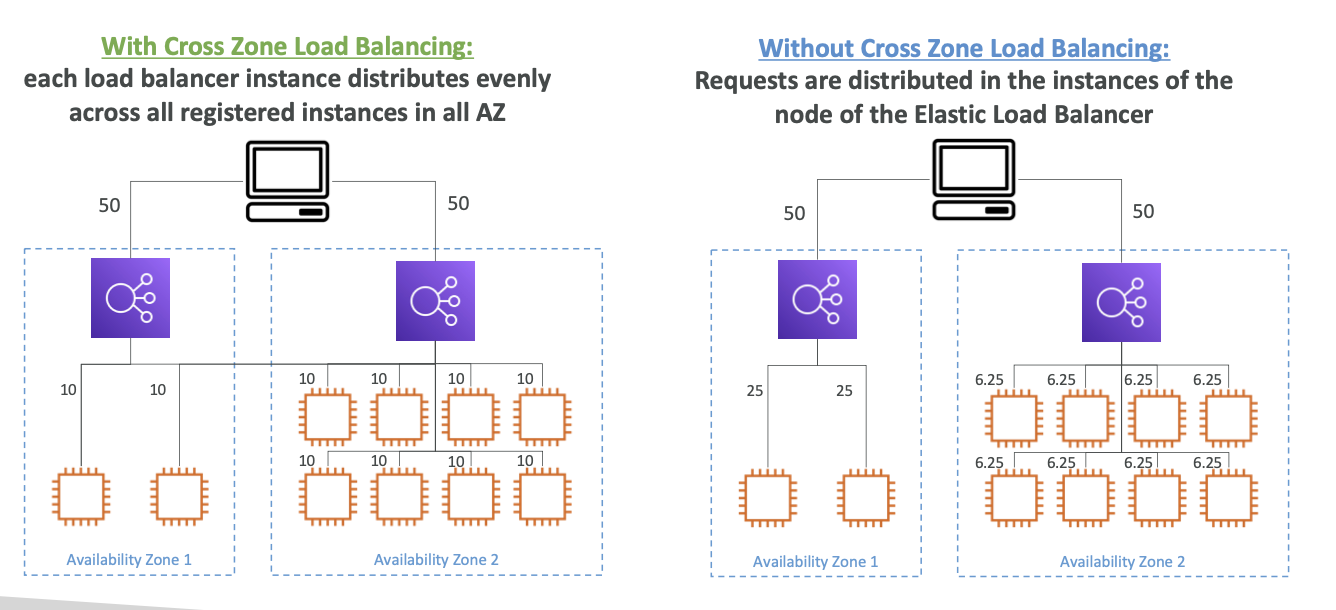 With Cross Zone Load Balancing:
each load balancer instance distributes evenly
across all registered instances in all AZ
50
50
10
10
10
10
10
10
10
10
10
10
Availability Zone 1
Availability Zone 2
Without Cross Zone Load Balancing:
Requests are distributed in the instances of the
node of the Elastic Load Balancer
50
50
25
25
6.25
6.25
6.25
6.25
6.25
6.25
6.25
6.25
Availability Zone 1
Availability Zone 2